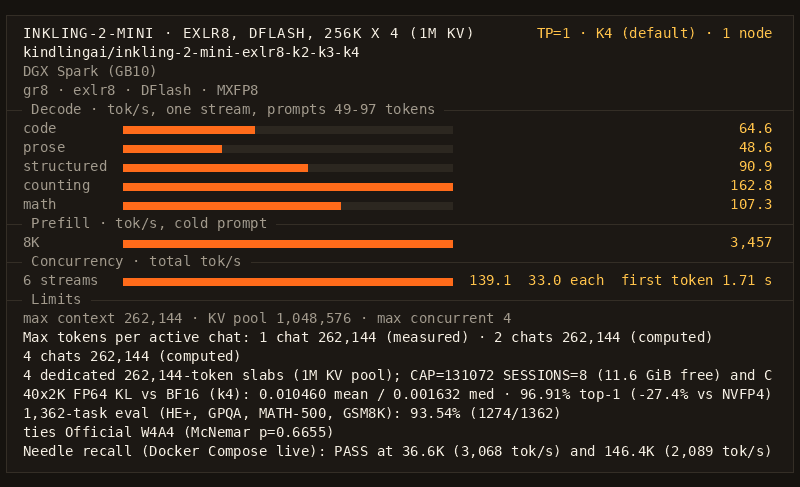 INKLING-2-MINI · EXLR8, DFLASH, 256K X 4 (1M KV) TP=1 · K4 (default) · 1 node
kindlingai/inkling-2-mini-exlr8-k2-k3-k4
DGX Spark (GB10)
gr8 · exlr8 · DFlash · MXFP8
Decode · tok/s, one stream, prompts 49-97 tokens
code 64.6
prose 48.6
structured 90.9
counting 162.8
math 107.3
Prefill · tok/s, cold prompt
8K 3,457
Concurrency · total tok/s
6 streams 139.1 33.0 each first token 1.71 s
Limits
max context 262,144 · KV pool 1,048,576 · max concurrent 4
Max tokens per active chat: 1 chat 262,144 (measured) · 2 chats 262,144 (computed)
4 chats 262,144 (computed)
4 dedicated 262,144-token slabs (1M KV pool); CAP=131072 SESSIONS=8 (11.6 GiB free) and C
40x2K FP64 KL vs BF16 (k4): 0.010460 mean / 0.001632 med · 96.91% top-1 (-27.4% vs NVFP4)
1,362-task eval (HE+, GPQA, MATH-500, GSM8K): 93.54% (1274/1362)
ties Official W4A4 (McNemar p=0.6655)
Needle recall (Docker Compose live): PASS at 36.6K (3,068 tok/s) and 146.4K (2,089 tok/s)